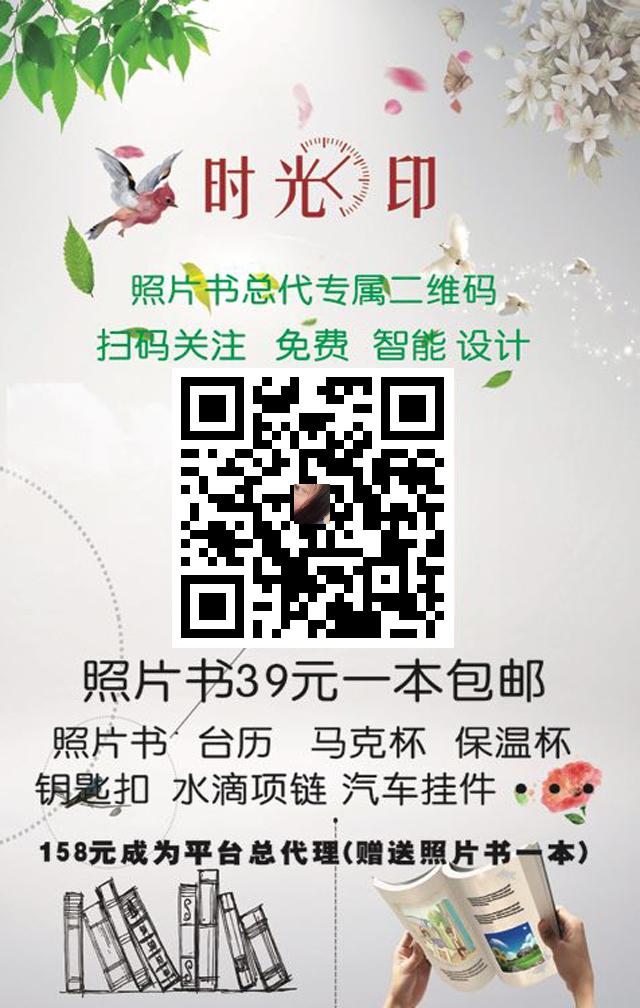 时光印
照片书总代专属二维码
扫码关注 免费 智能 设计
照片书39元一本包邮
照片书 台历 马克杯 保温杯
钥匙扣 水滴项链 汽车挂件
158元成为平台总代理(赠送照片书一本)